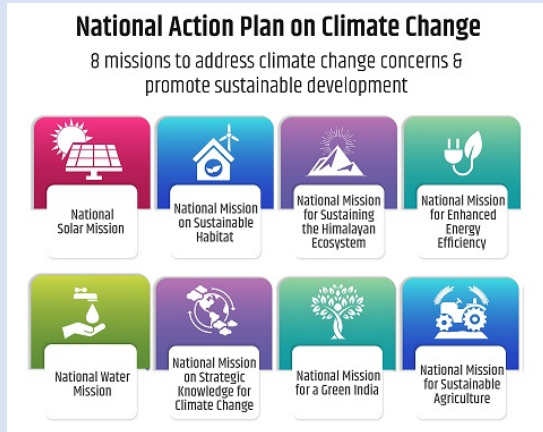 National Action Plan on Climate Change
8 missions to address climate change concerns &
promote sustainable development
National
Solar Mission
National Mission
on Sustainable
Habitat
National Mission
for Sustaining
the Himalayan
Ecosystem
National Mission
for Enhanced
Energy
Efficiency
National Water
Mission
National Mission
on Strategic
Knowledge for
Climate Change
National Mission
for a Green India
National Mission
for Sustainable
Agriculture